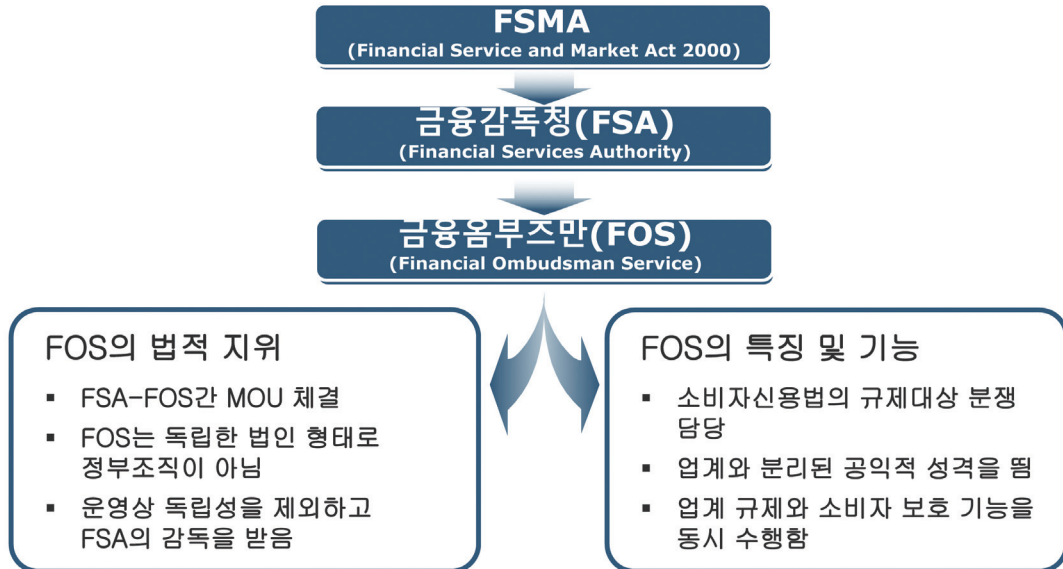 FSMA
(Financial Service and Market Act 2000)
금융감독청(FSA)
(Financial Services Authority)
금융옴부즈만(FOS)
(Financial Ombudsman Service)
FOS의 법적 지위
▪ FSA-FOS간 MOU 체결
▪ FOS는 독립한 법인 형태로
정부조직이 아님
▪ 운영상 독립성을 제외하고
FSA의 감독을 받음
FOS의 특징 및 기능
▪ 소비자신용법의 규제대상 분쟁
담당
▪ 업계와 분리된 공익적 성격을 띔
▪ 업계 규제와 소비자 보호 기능을
동시 수행함